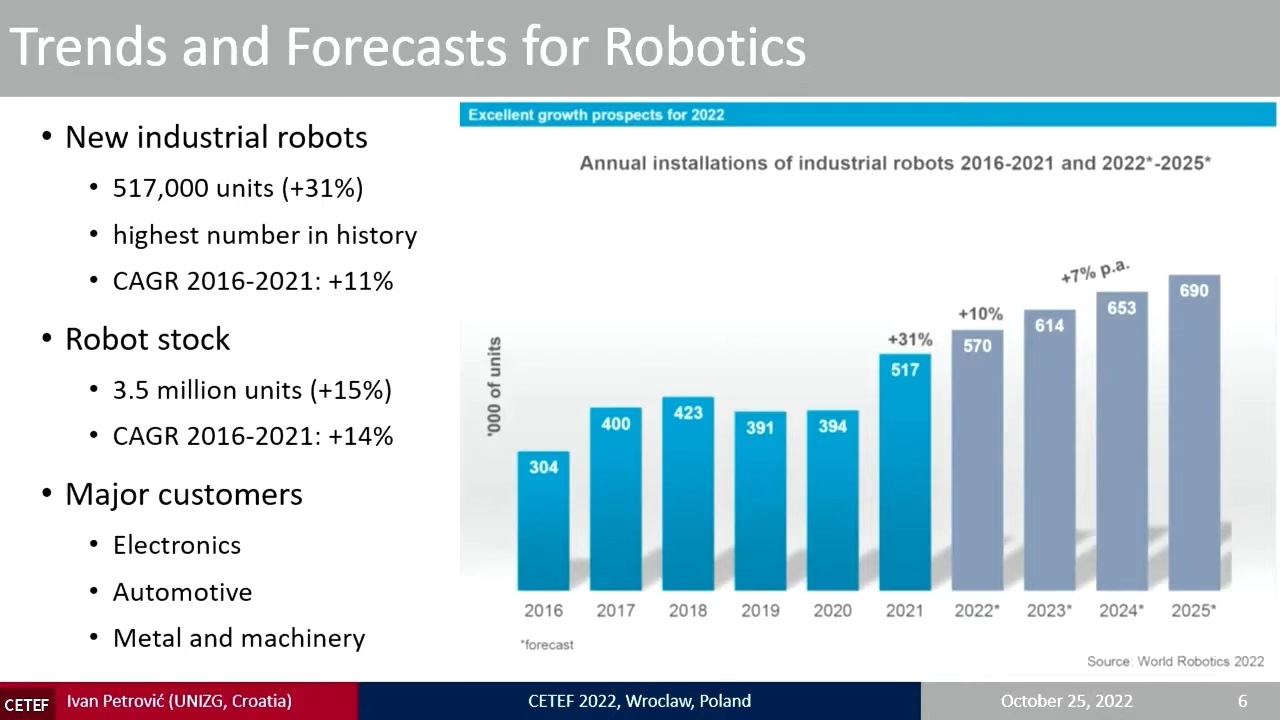 Trends and Forecasts for Robotics
• New industrial robots
• 517,000 units (+31%)
• highest number in history
• CAGR 2016-2021: +11%
• Robot stock
• 3.5 million units (+15%)
• CAGR 2016-2021: +14%
• Major customers
• Electronics
• Automotive
• Metal and machinery
Excellent growth prospects for 2022
Annual installations of industrial robots 2016-2021 and 2022*-2025*
'000 of units
+31%
+10%
+7% p.a.
304
400
423
391
394
517
570
614
653
690
2016
2017
2018
2019
2020
2021
2022*
2023*
2024*
2025*
*forecast
Source: World Robotics 2022
CETEF
Ivan Petrović (UNIZG, Croatia)
CETEF 2022, Wroclaw, Poland
October 25, 2022
6